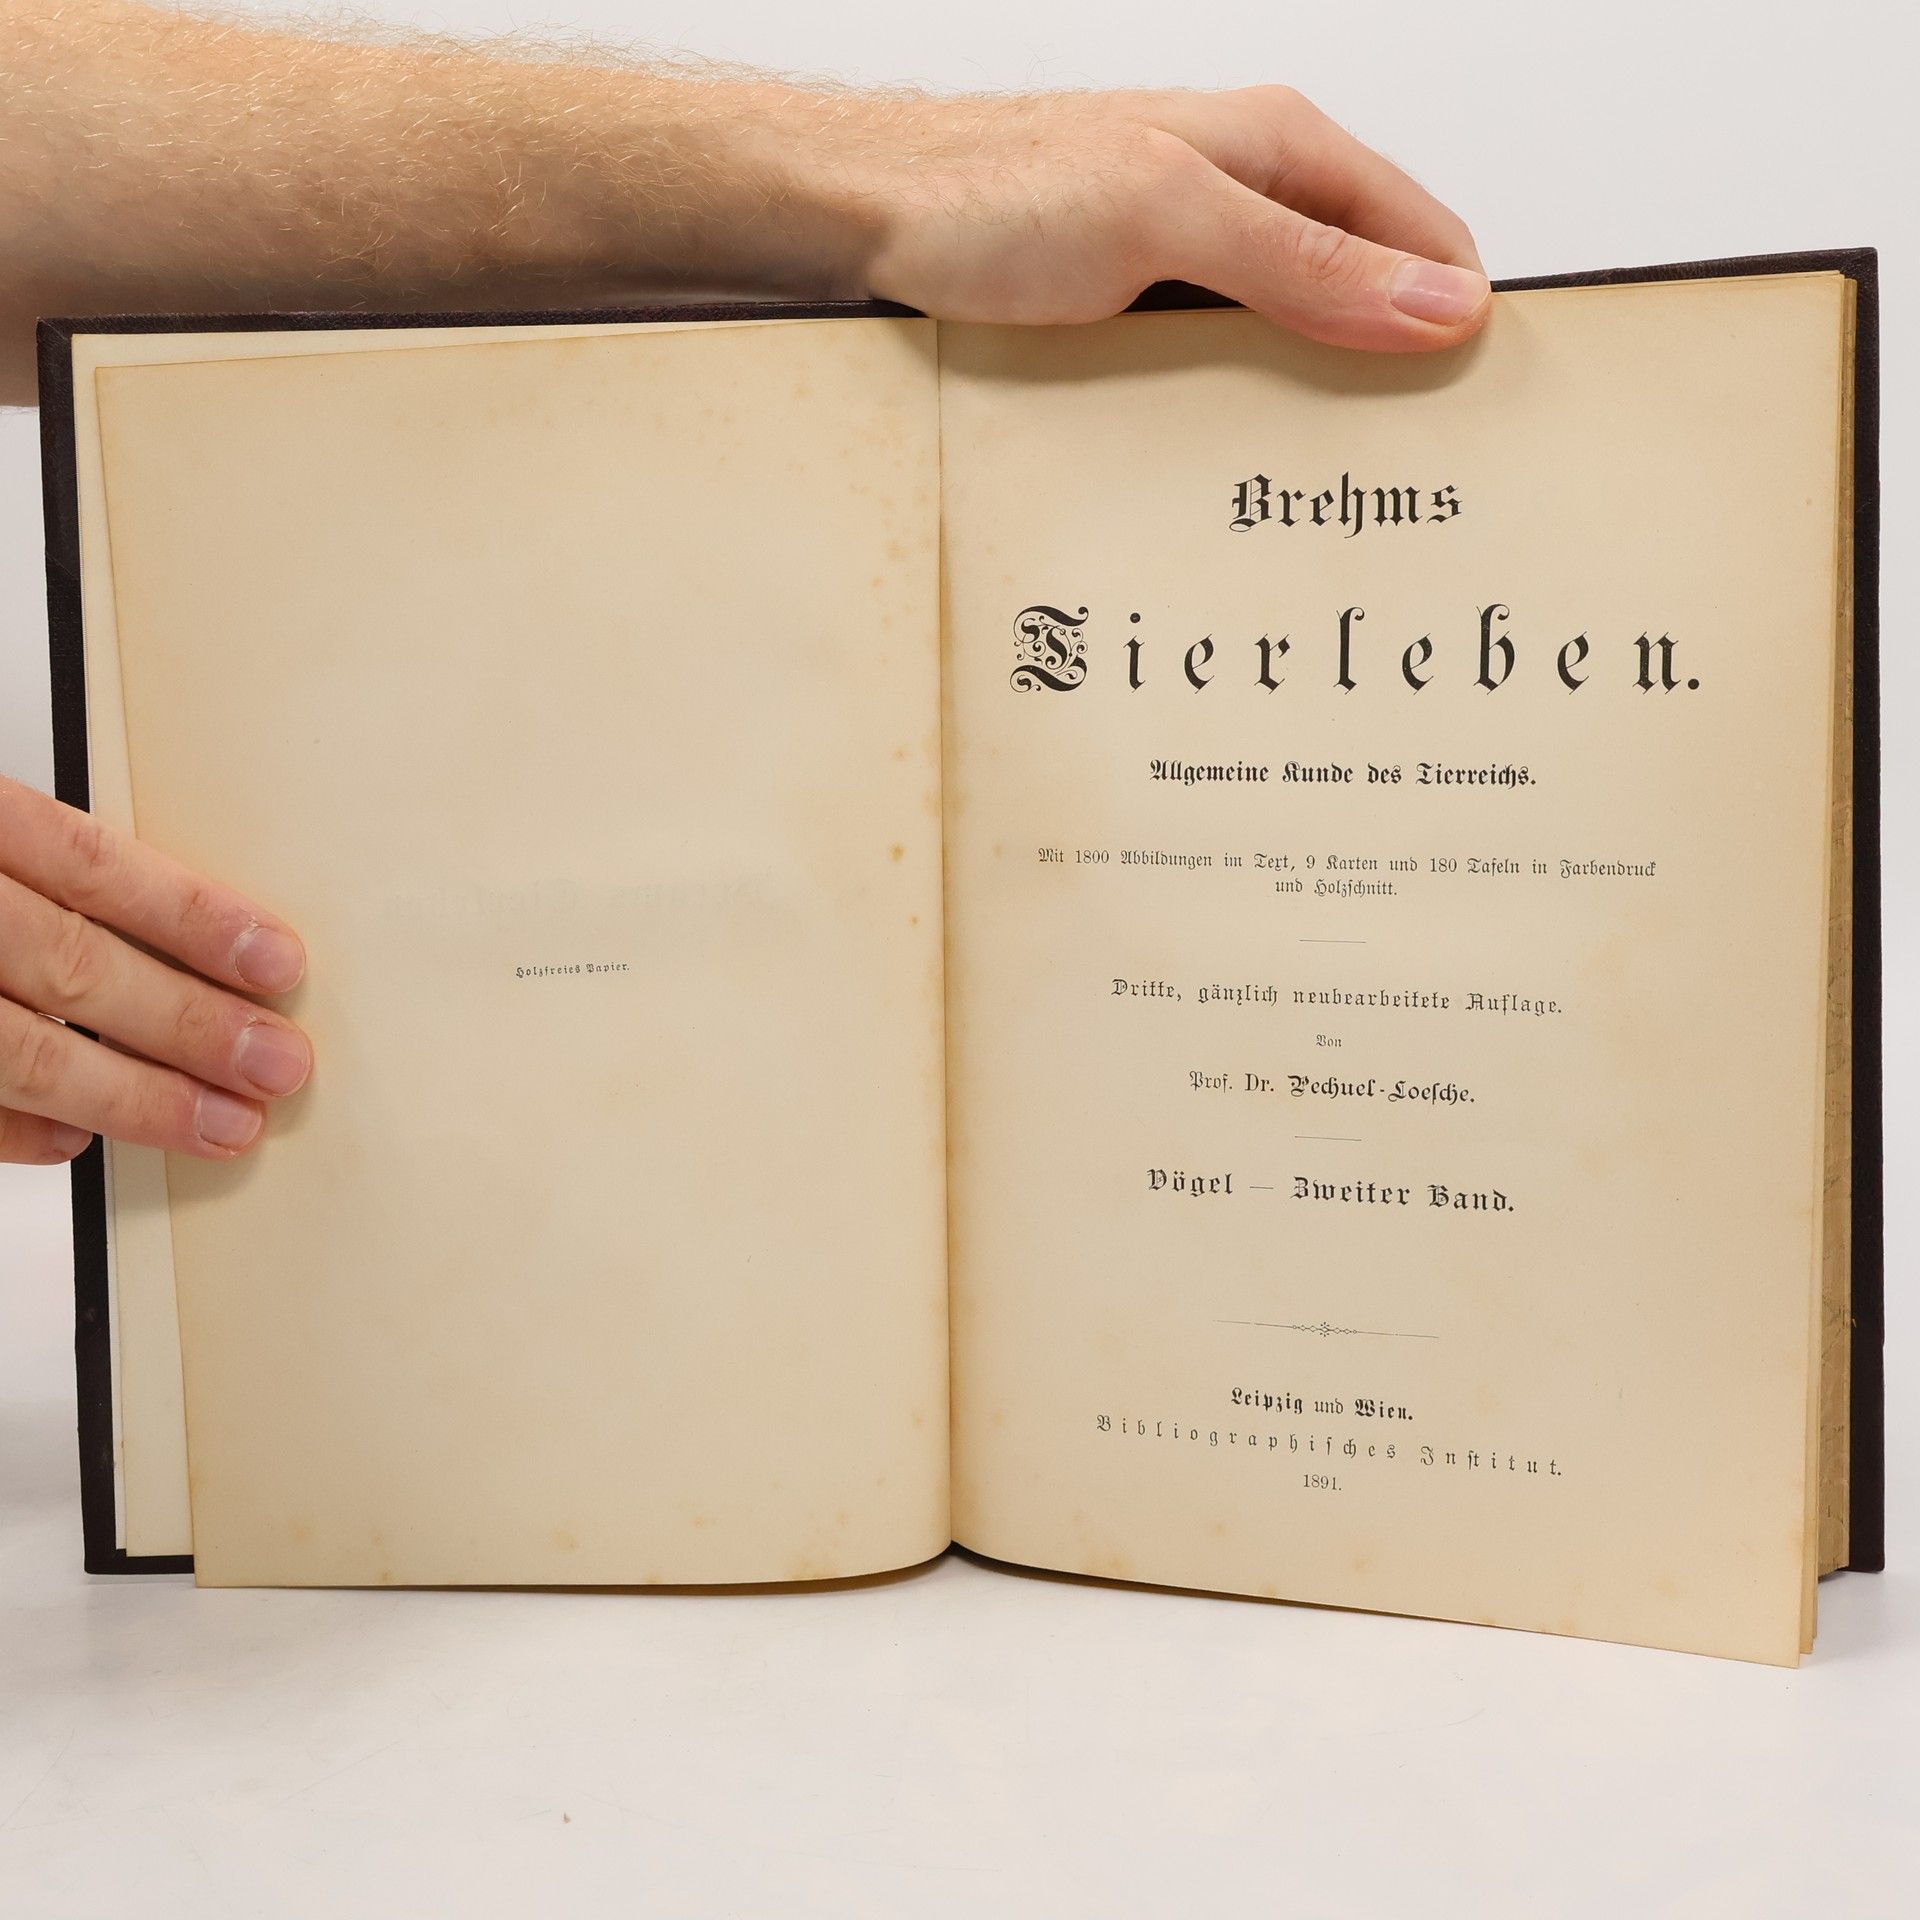 Holzfreies Papier.
Brehms
Tierleben.
Allgemeine Kunde des Tierreichs.
Mit 1800 Abbildungen im Text, 9 Karten und 180 Tafeln in Farbendruck
und Holzschnitt.
Dritte, gänzlich neubearbeitete Auflage.
Von
Prof. Dr. Pechuel-Loesche.
Vögel — Zweiter Band.
Leipzig und Wien.
Bibliographisches Institut.
1891.